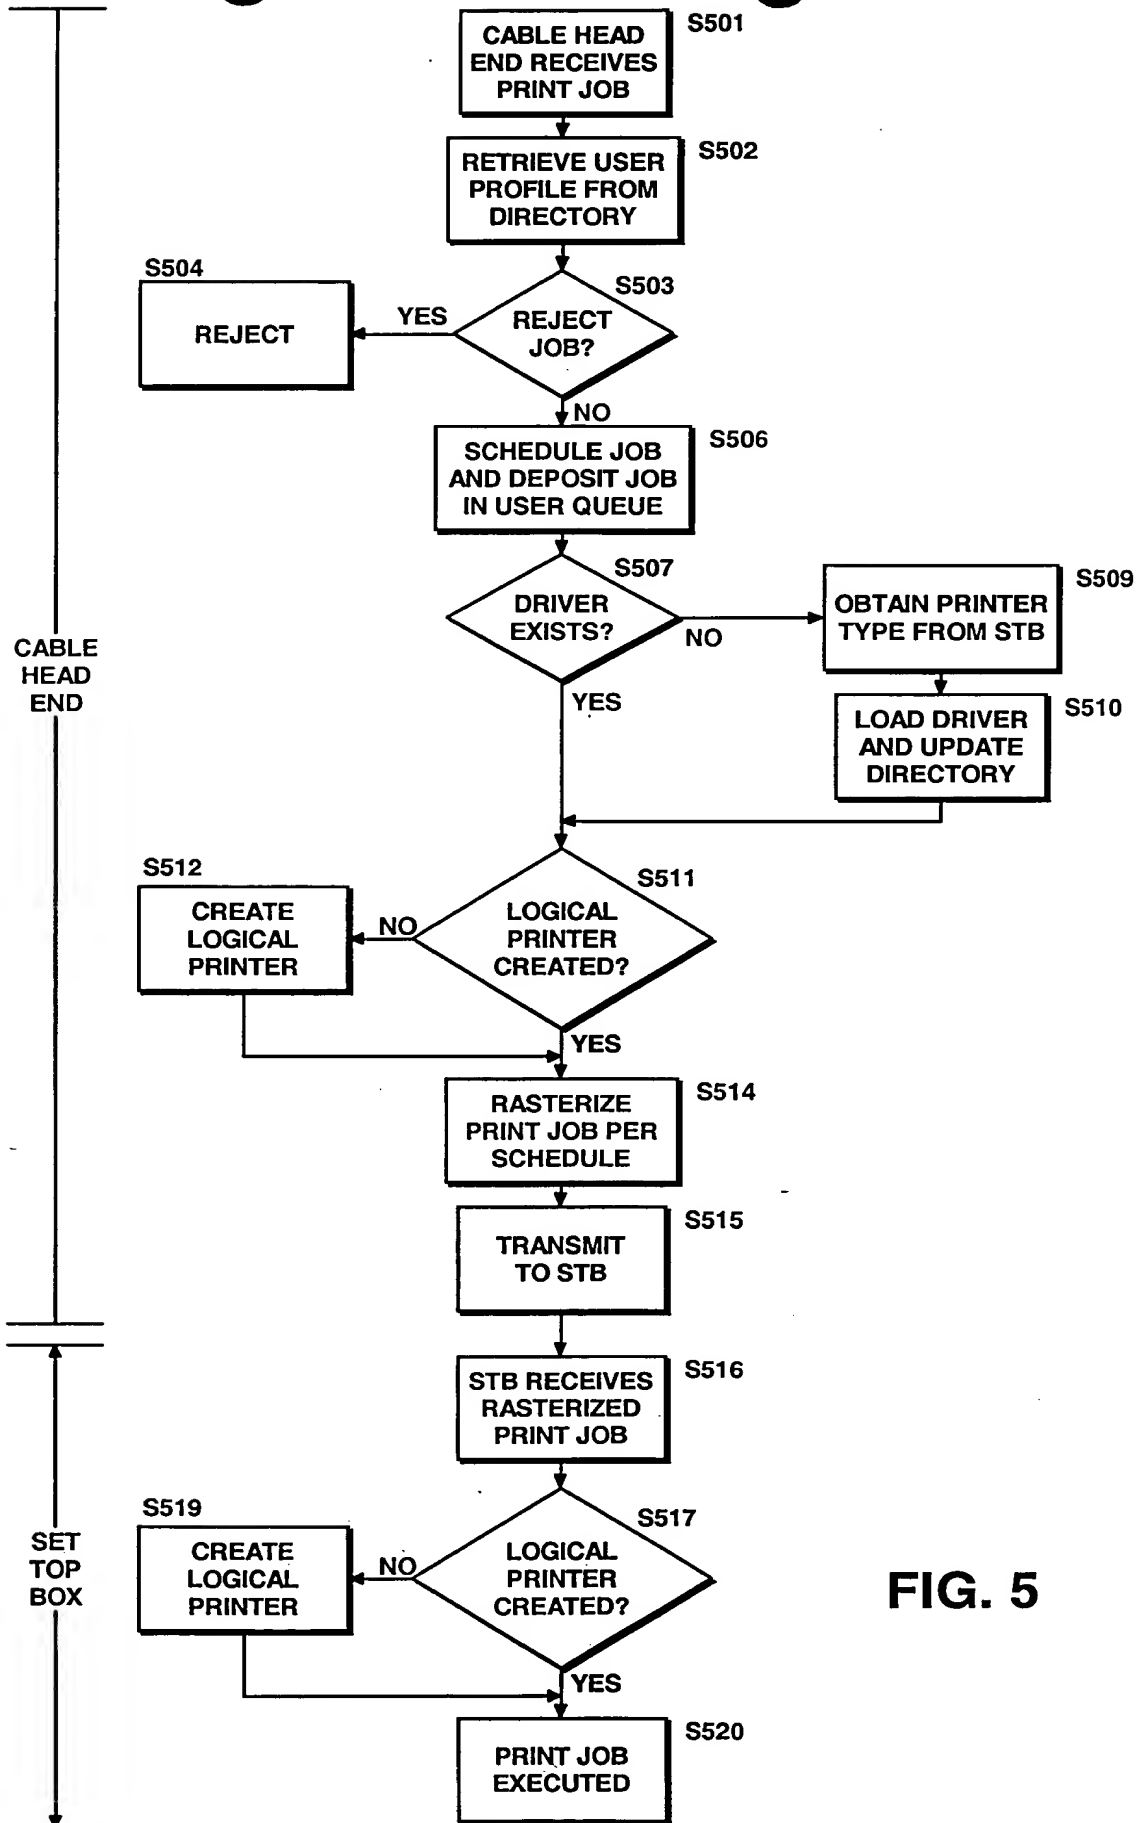 S501
CABLE HEAD
END RECEIVES
PRINT JOB
S502
RETRIEVE USER
PROFILE FROM
DIRECTORY
S504
REJECT
YES
S503
REJECT
JOB?
NO
S506
SCHEDULE JOB
AND DEPOSIT JOB
IN USER QUEUE
S507
DRIVER
EXISTS?
NO
YES
S509
OBTAIN PRINTER
TYPE FROM STB
S510
LOAD DRIVER
AND UPDATE
DIRECTORY
CABLE
HEAD
END
S512
CREATE
LOGICAL
PRINTER
NO
S511
LOGICAL
PRINTER
CREATED?
YES
S514
RASTERIZE
PRINT JOB PER
SCHEDULE
S515
TRANSMIT
TO STB
S516
STB RECEIVES
RASTERIZED
PRINT JOB
S519
CREATE
LOGICAL
PRINTER
NO
S517
LOGICAL
PRINTER
CREATED?
YES
SET
TOP
BOX
S520
PRINT JOB
EXECUTED
FIG. 5